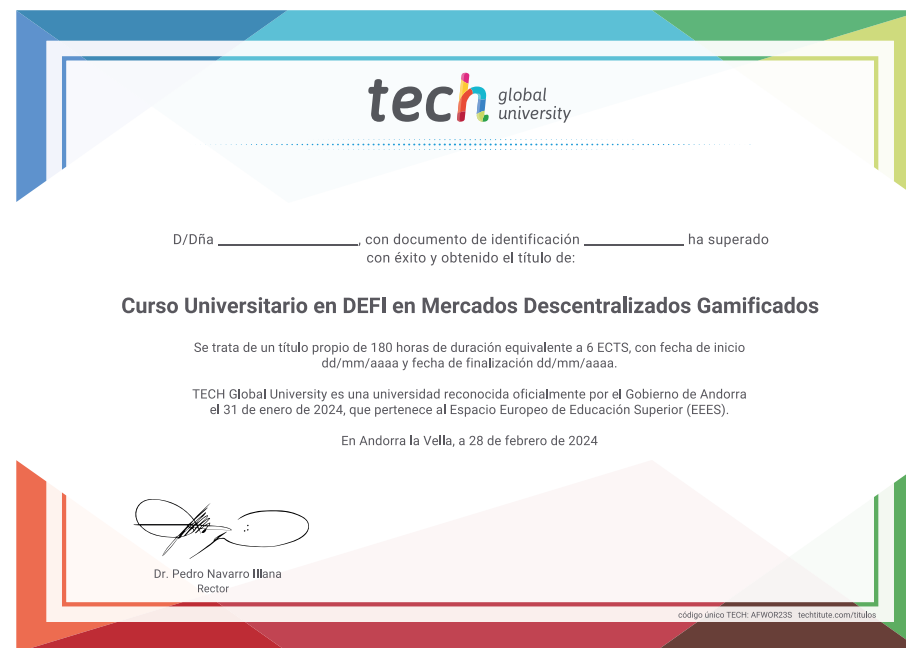 tech global
university
D/Dña ______________, con documento de identificación __________ ha superado
con éxito y obtenido el título de:
Curso Universitario en DEFI en Mercados Descentralizados Gamificados
Se trata de un título propio de 180 horas de duración equivalente a 6 ECTS, con fecha de inicio
dd/mm/aaaa y fecha de finalización dd/mm/aaaa.
TECH Global University es una universidad reconocida oficialmente por el Gobierno de Andorra
el 31 de enero de 2024, que pertenece al Espacio Europeo de Educación Superior (EEES).
En Andorra la Vella, a 28 de febrero de 2024
Dr. Pedro Navarro Illana
Rector
código único TECH: AFWOR23S techtitute.com/titulos